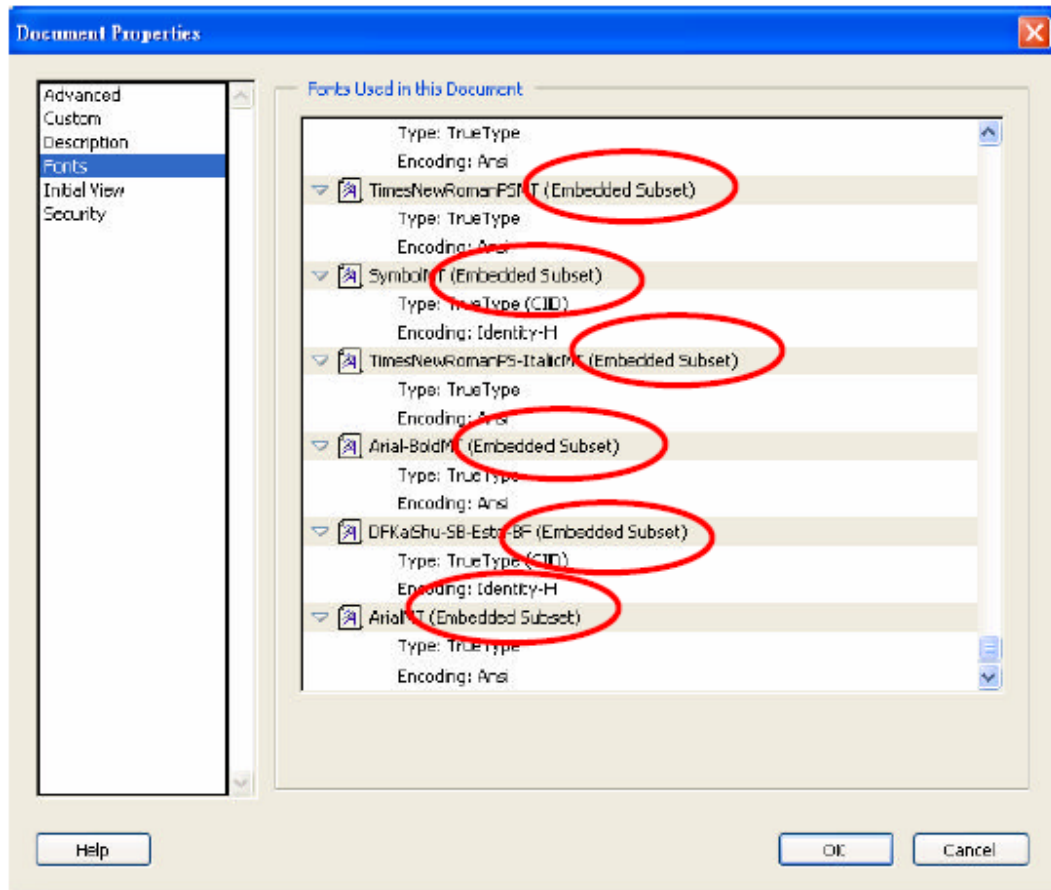 Document Properties
Advanced
Custom
Description
Fonts
Initial View
Security
Fonts Used in this Document
Type: TrueType
Encoding: Ansi
TimesNewRomanPSMT (Embedded Subset)
Type: TrueType
Encoding: Ansi
SymbolMT (Embedded Subset)
Type: TrueType (CID)
Encoding: Identity-H
TimesNewRomanPS-ItalicMT (Embedded Subset)
Type: TrueType
Encoding: Ansi
Arial-BoldMT (Embedded Subset)
Type: TrueType
Encoding: Ansi
DFKaiShu-SB-Estd-BF (Embedded Subset)
Type: TrueType (CID)
Encoding: Identity-H
ArialMT (Embedded Subset)
Type: TrueType
Encoding: Ansi
Help
OK
Cancel